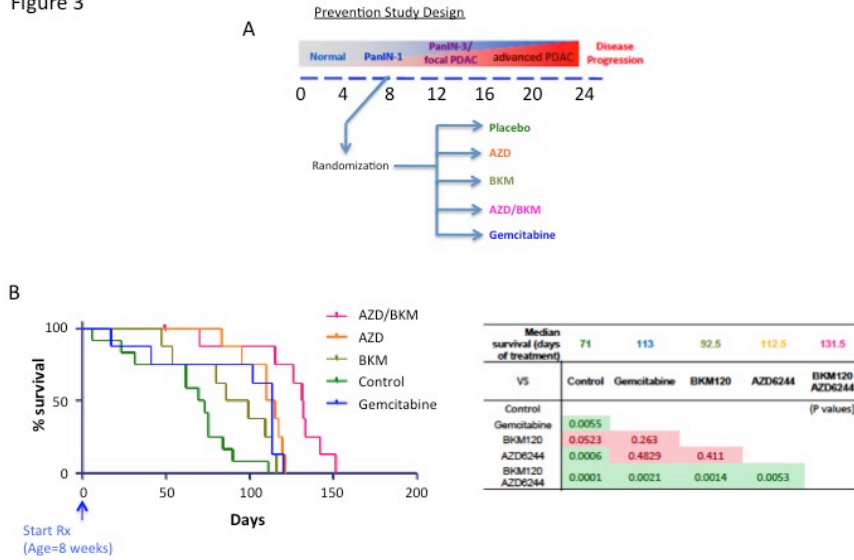 Figure 3
Prevention Study Design
A
Normal
PanIN-1
PanIN-3/
focal PDAC
advanced PDAC
Disease
Progression
0 4 8 12 16 20 24
Randomization
Placebo
AZD
BKM
AZD/BKM
Gemcitabine
B
% survival
100
50
0
0 50 100 150 200
Days
Start Rx
(Age=8 weeks)
AZD/BKM
AZD
BKM
Control
Gemcitabine
Median
survival (days
of treatment) 71 113 92.5 112.5 131.5
VS Control Gemcitabine BKM120 AZD6244 BKM120
AZD6244
Control (P values)
Gemcitabine 0.0055
BKM120 0.0523 0.263
AZD6244 0.0006 0.4829 0.411
BKM120
AZD6244 0.0001 0.0021 0.0014 0.0053